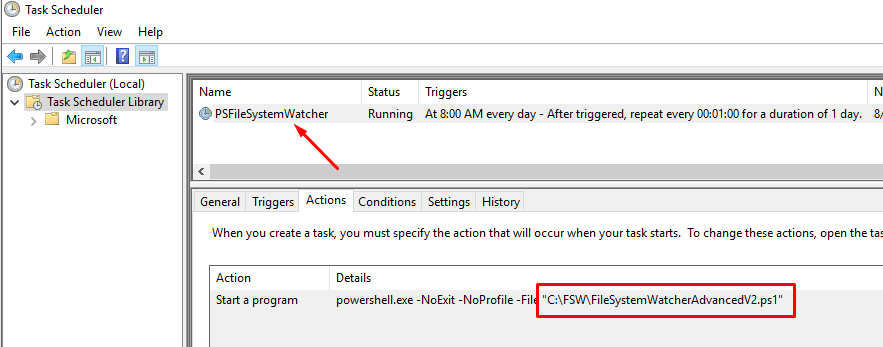 Task Scheduler
File Action View Help
Task Scheduler (Local)
Task Scheduler Library
Microsoft
Name Status Triggers N
PSFileSystemWatcher Running At 8:00 AM every day - After triggered, repeat every 00:01:00 for a duration of 1 day. 8/
General Triggers Actions Conditions Settings History
When you create a task, you must specify the action that will occur when your task starts. To change these actions, open the tas
Action Details
Start a program powershell.exe -NoExit -NoProfile -File "C:\FSW\FileSystemWatcherAdvancedV2.ps1"